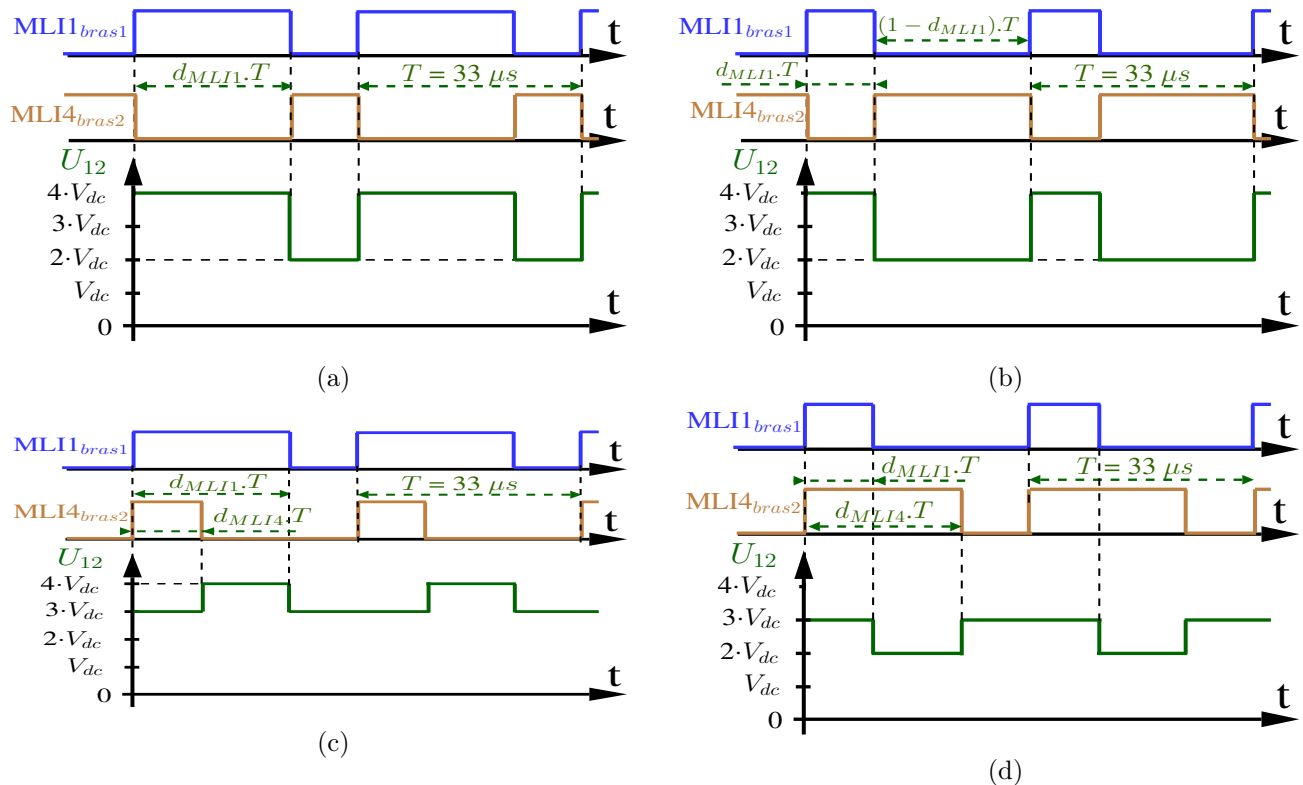 MLI1bras1
t
dMLI1.T
T = 33 μs
MLI4bras2
t
U12
4·Vdc
3·Vdc
2·Vdc
Vdc
0
t
(a)
MLI1bras1
(1 − dMLI1).T
t
dMLI1.T
T = 33 μs
MLI4bras2
t
U12
4·Vdc
3·Vdc
2·Vdc
Vdc
0
t
(b)
MLI1bras1
t
dMLI1.T
T = 33 μs
MLI4bras2
dMLI4.T
t
U12
4·Vdc
3·Vdc
2·Vdc
Vdc
0
t
(c)
MLI1bras1
t
dMLI1.T
T = 33 μs
MLI4bras2
dMLI4.T
t
U12
4·Vdc
3·Vdc
2·Vdc
Vdc
0
t
(d)